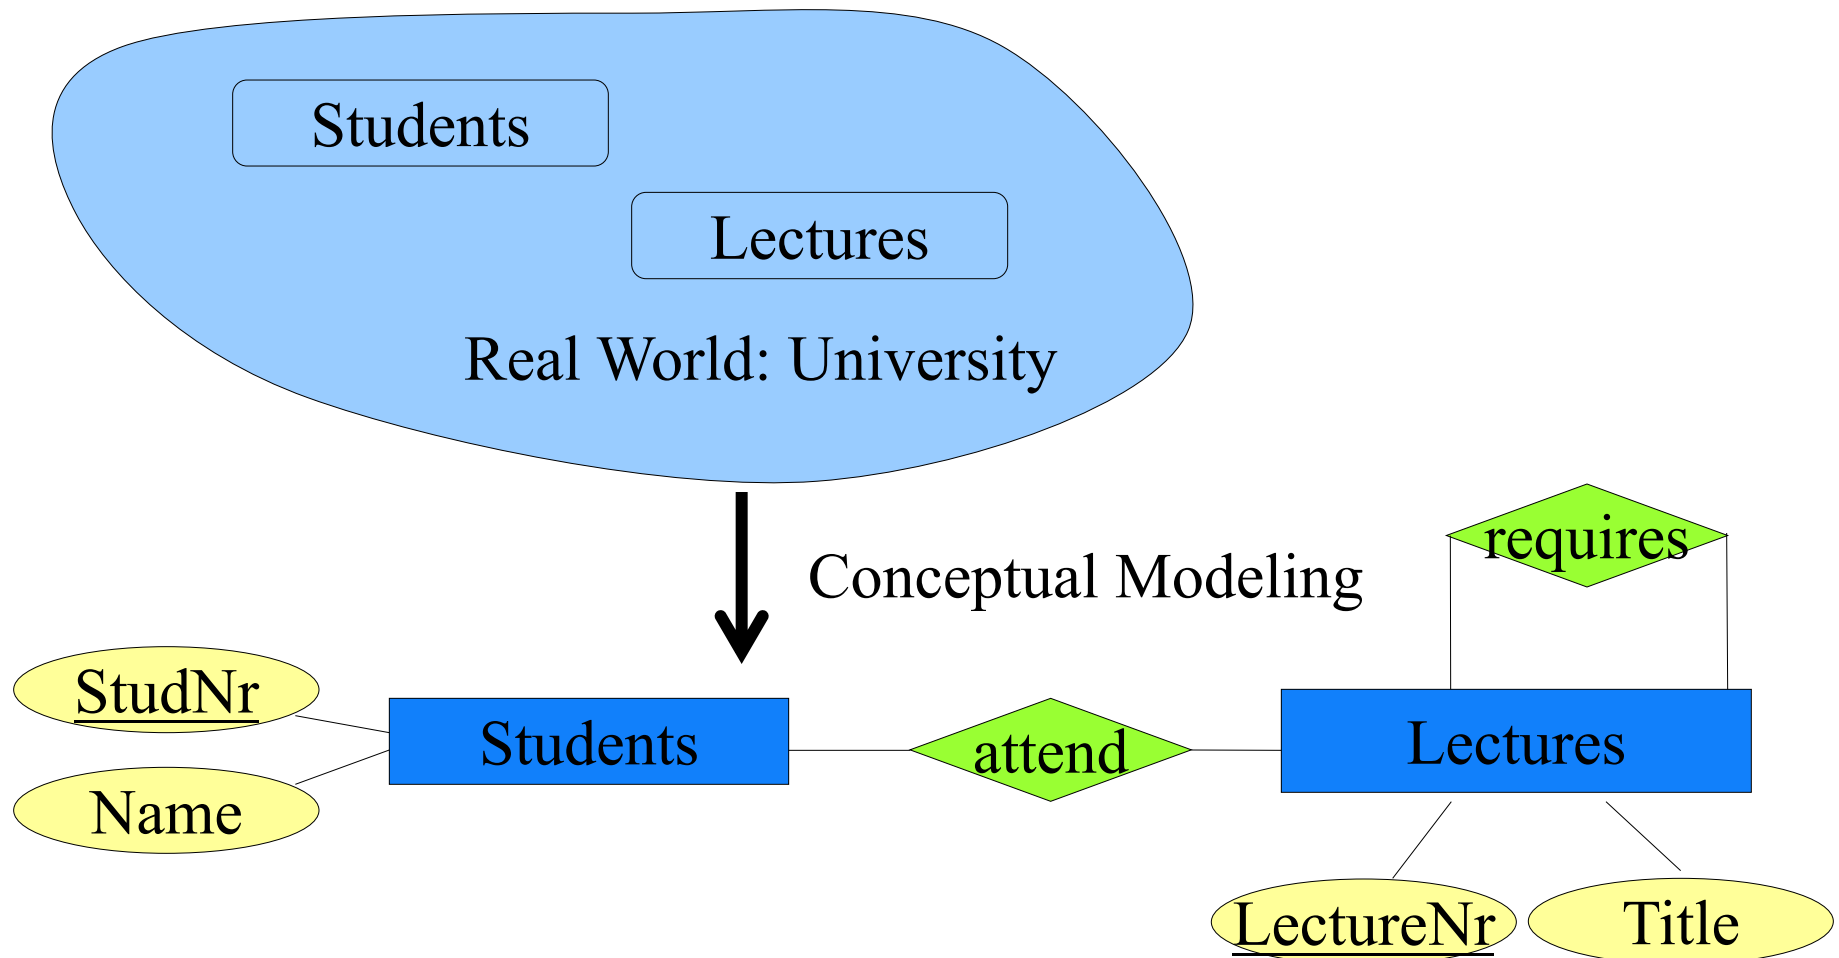 Students
Lectures
Real World: University
requires
Conceptual Modeling
StudNr
Students
attend
Lectures
Name
LectureNr
Title